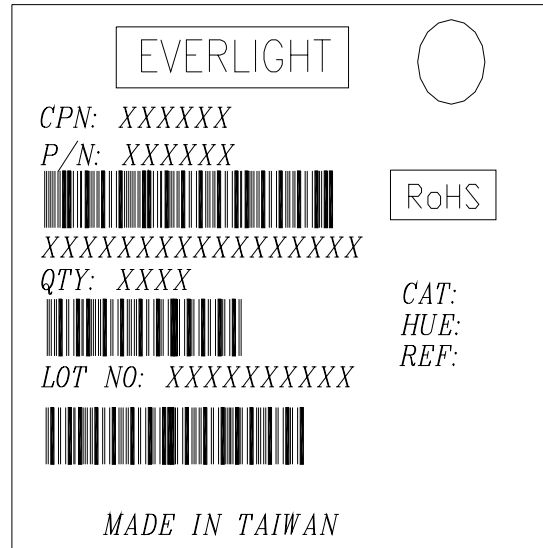 EVERLIGHT
CPN: XXXXXX
P/N: XXXXXX
RoHS
XXXXXXXXXXXXXXXXX
QTY: XXXX
CAT:
HUE:
REF:
LOT NO: XXXXXXXXXX
MADE IN TAIWAN